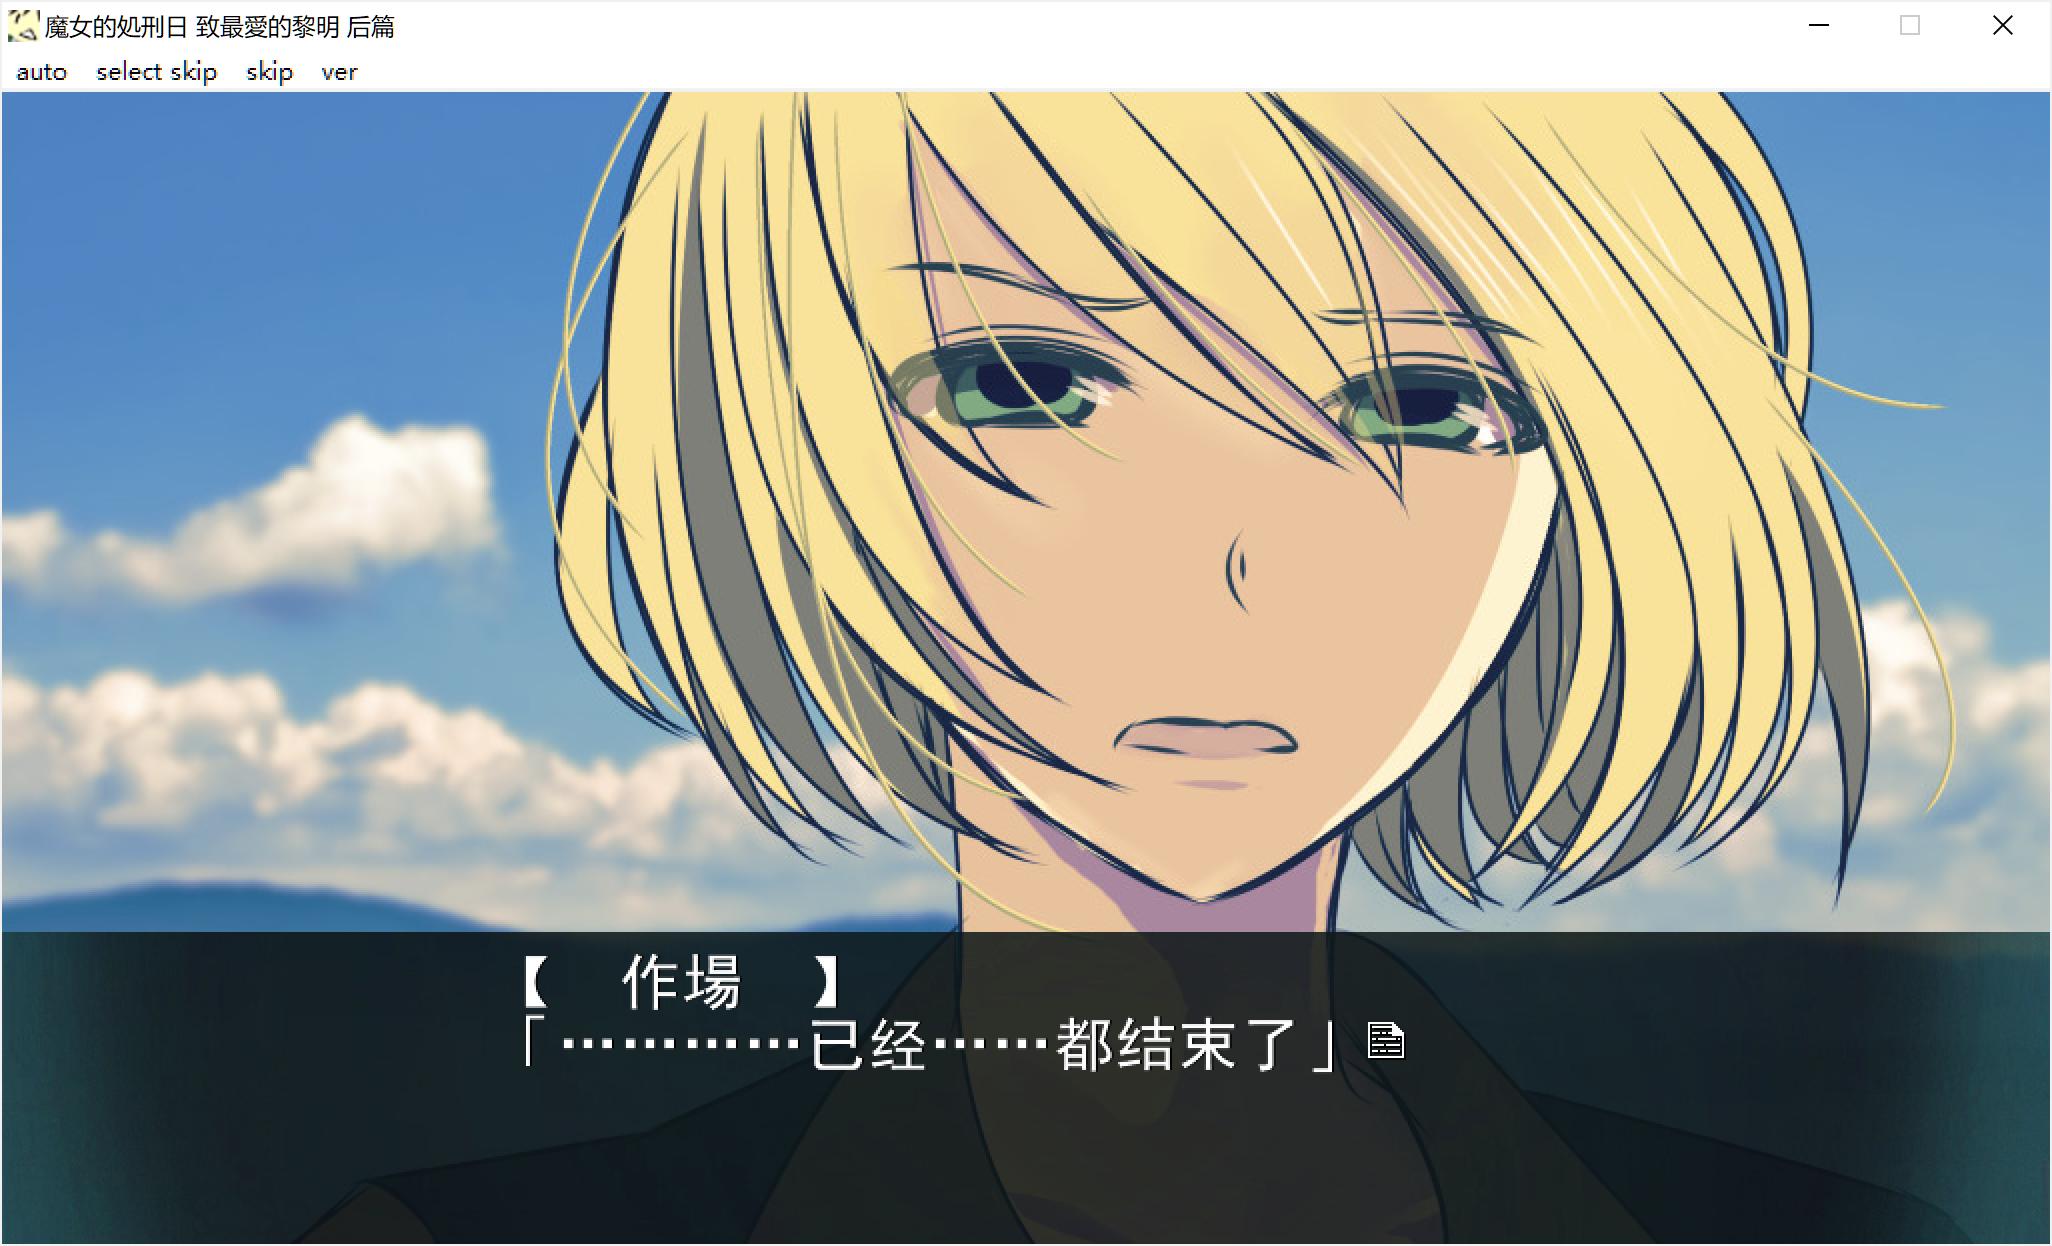 魔女的処刑日 致最愛的黎明 后篇
auto select skip skip ver
【 作場 】
「…………已经……都结束了」